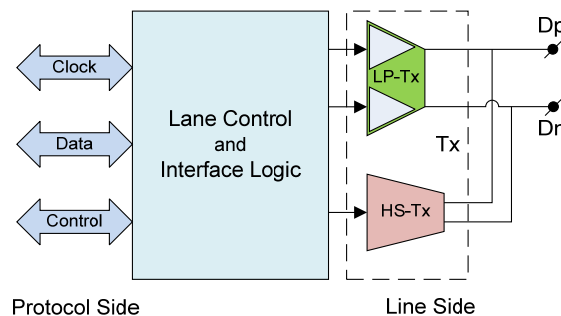 Dp
Clock
LP-Tx
Lane Control
and
Interface Logic
Data
Tx
Dn
Control
HS-Tx
Protocol Side
Line Side